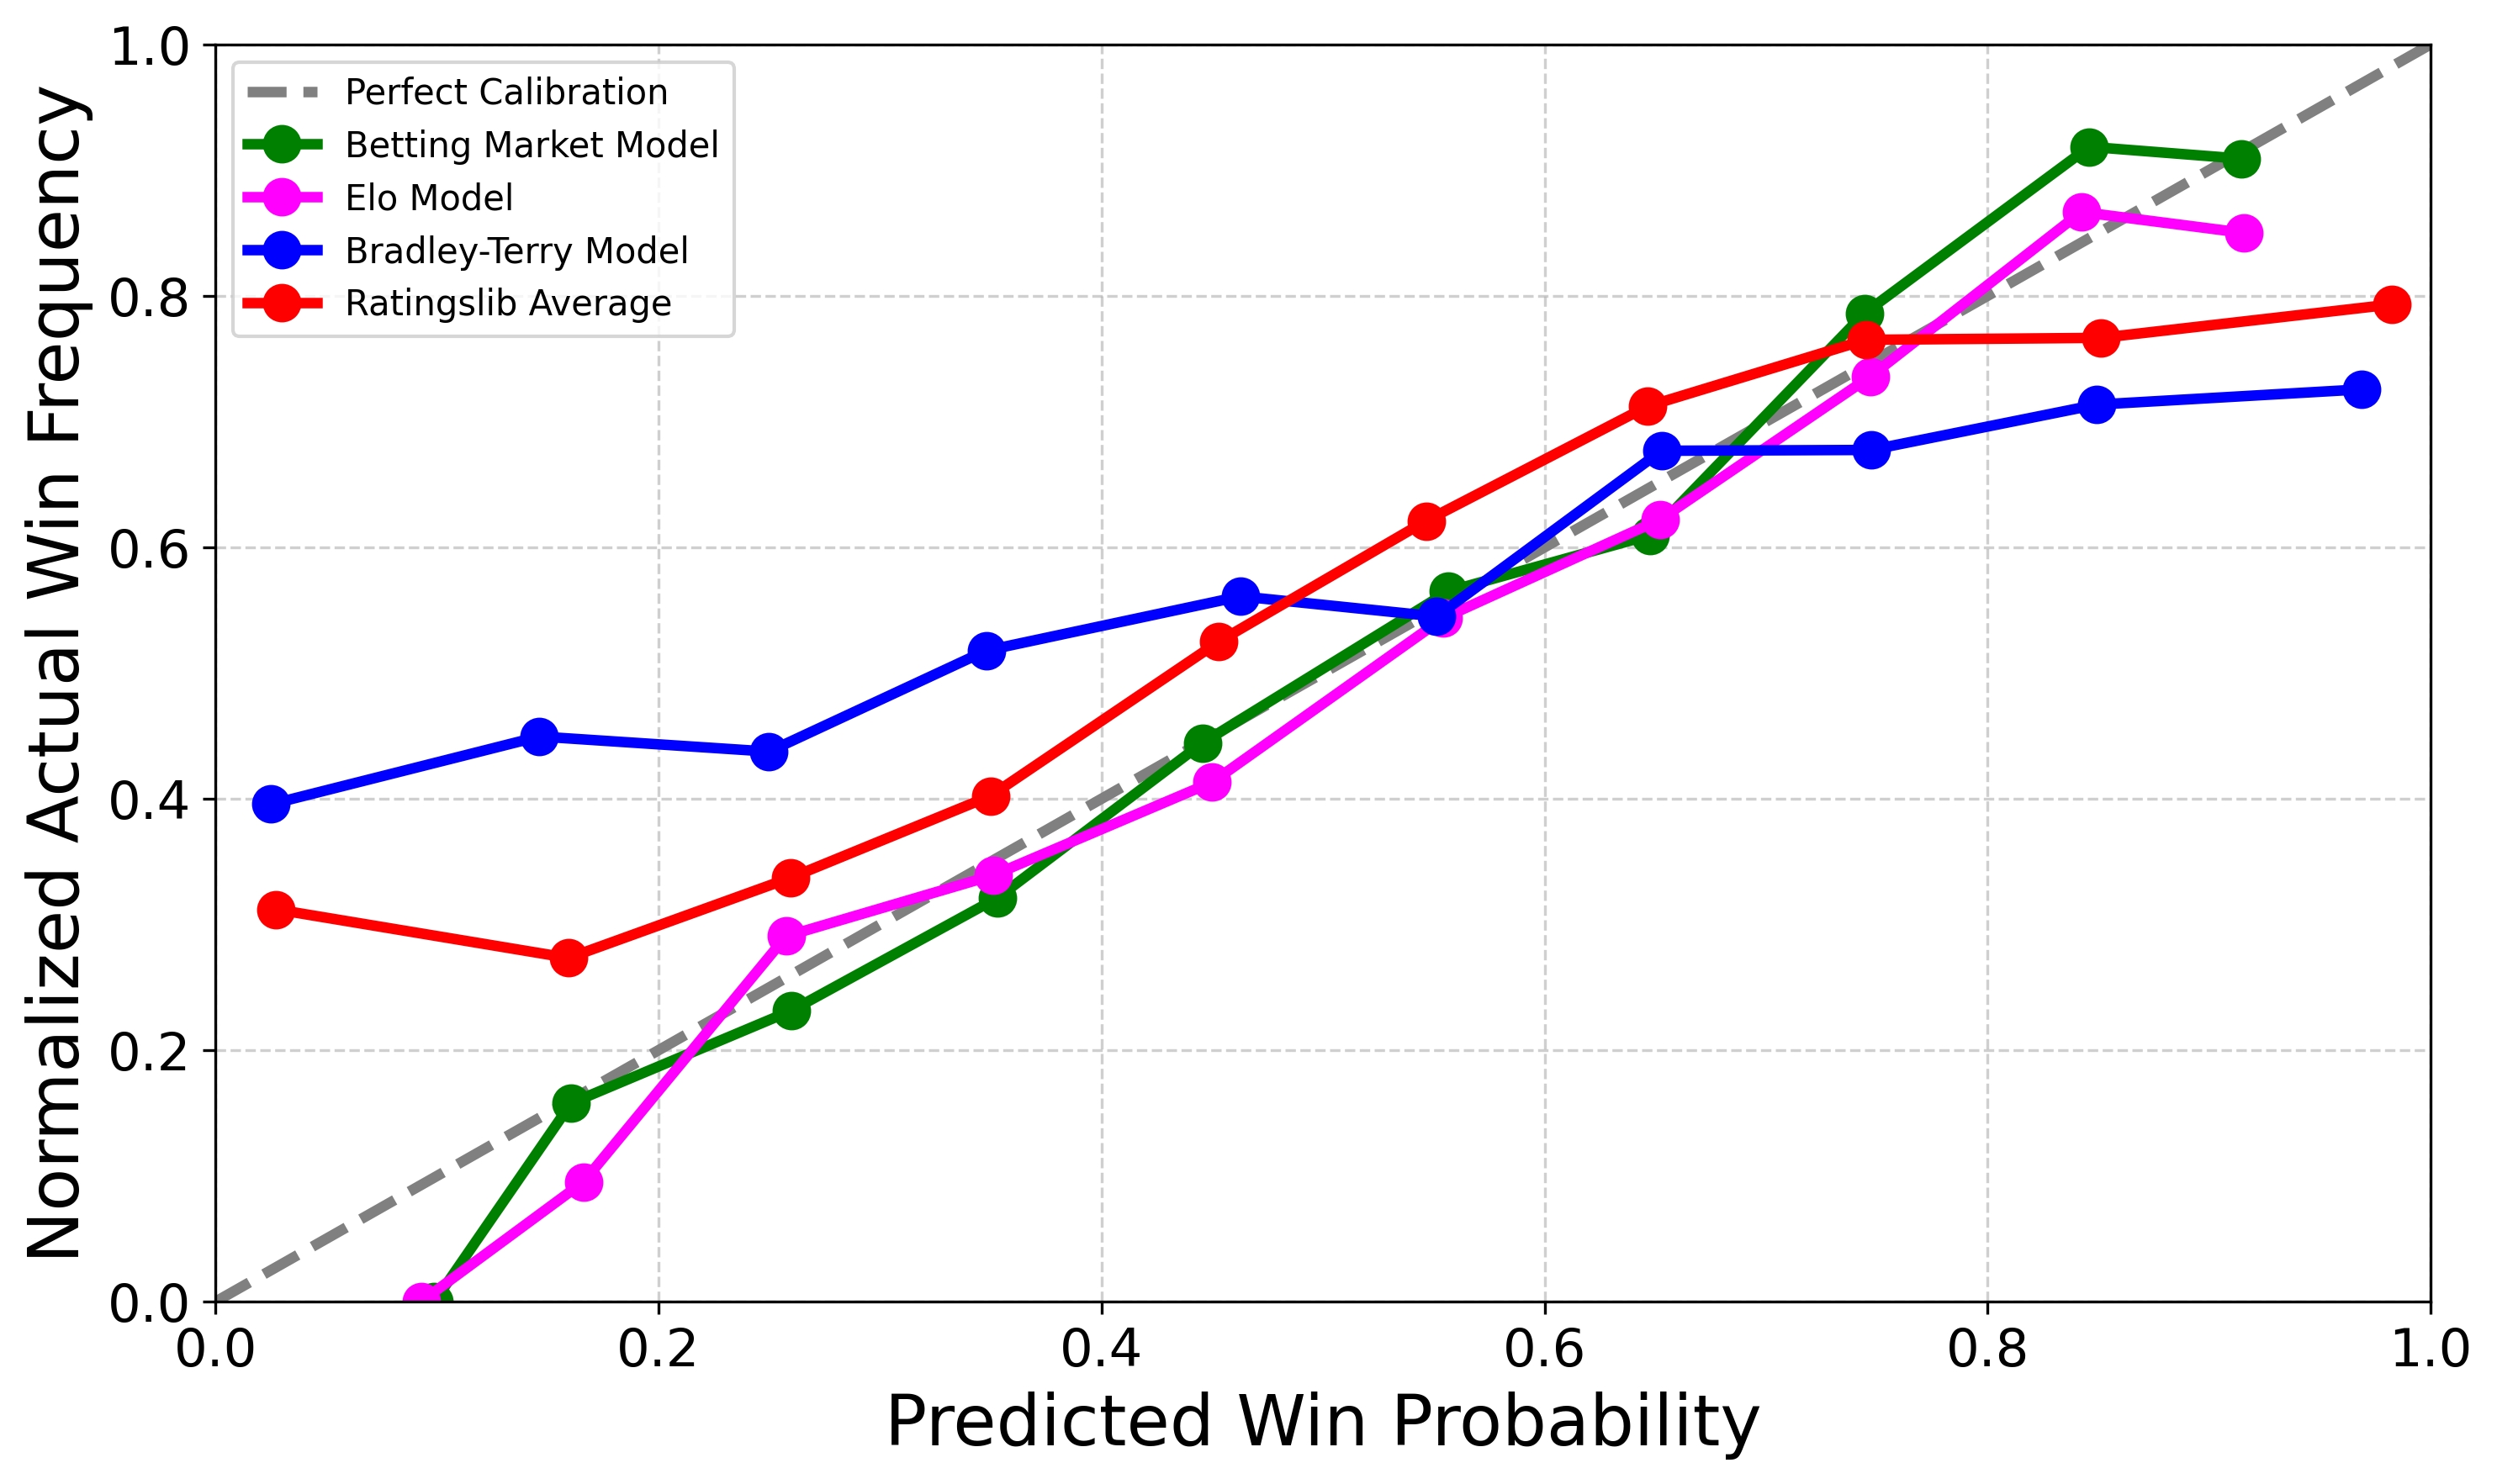 1.0
0.8
0.6
0.4
0.2
0.0
Normalized Actual Win Frequency
Perfect Calibration
Betting Market Model
Elo Model
Bradley-Terry Model
Ratingslib Average
0.0 0.2 0.4 0.6 0.8 1.0
Predicted Win Probability